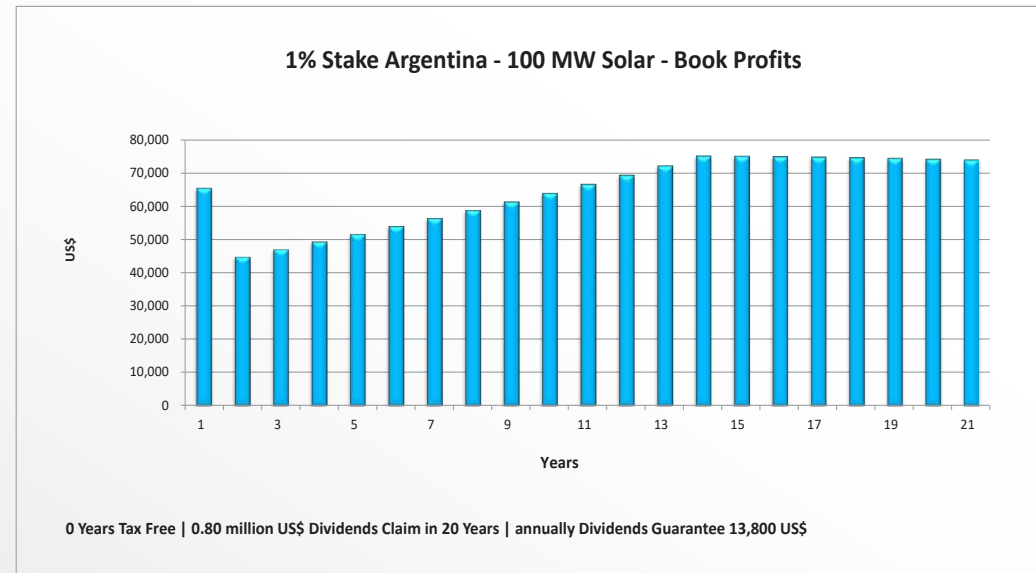 1% Stake Argentina - 100 MW Solar - Book Profits
80,000
70,000
60,000
50,000
40,000
30,000
20,000
10,000
0
US$
1 3 5 7 9 11 13 15 17 19 21
Years
0 Years Tax Free | 0.80 million US$ Dividends Claim in 20 Years | annually Dividends Guarantee 13,800 US$